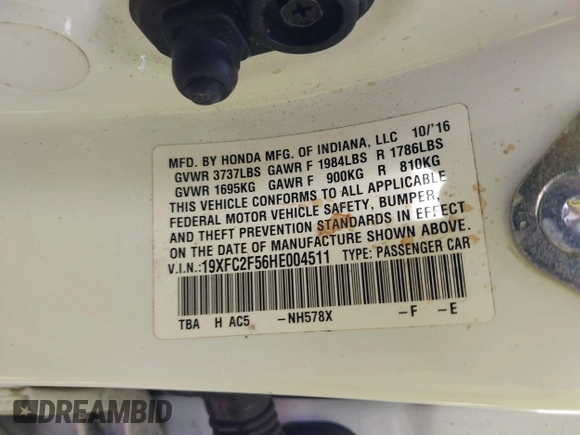 MFD. BY HONDA MFG. OF INDIANA, LLC 10/'16
GVWR 3737LBS GAWR F 1984LBS R 1786LBS
GVWR 1695KG GAWR F 900KG R 810KG
THIS VEHICLE CONFORMS TO ALL APPLICABLE
FEDERAL MOTOR VEHICLE SAFETY, BUMPER,
AND THEFT PREVENTION STANDARDS IN EFFECT
ON THE DATE OF MANUFACTURE SHOWN ABOVE.
V.I.N.:19XFC2F56HE004511 TYPE: PASSENGER CAR
TBA H AC5 -NH578X -F -E
DREAMBID